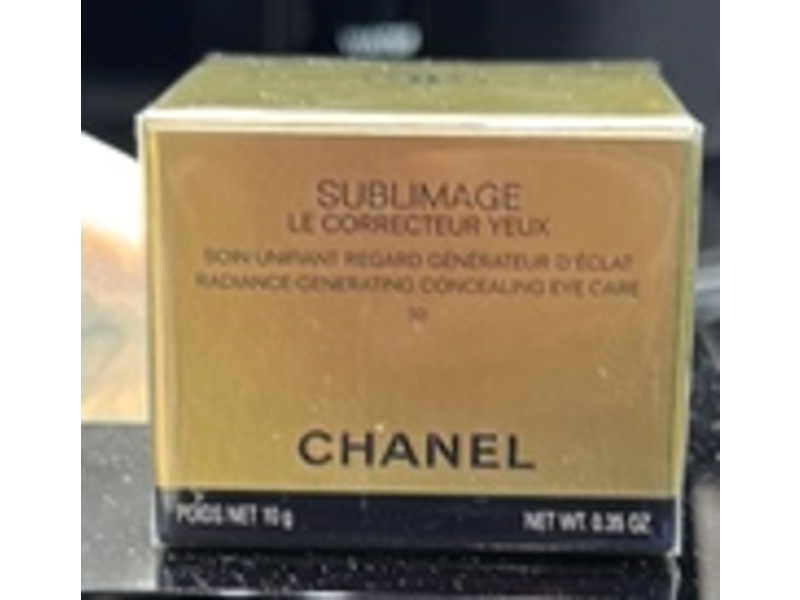 SUBLIMAGE
LE CORRECTEUR YEUX
SOIN UNIFIANT REGARD GÉNÉRATEUR D'ÉCLAT
RADIANCE-GENERATING CONCEALING EYE CARE
CHANEL
POIDS NET 10 g NET WT. 0.35 OZ.